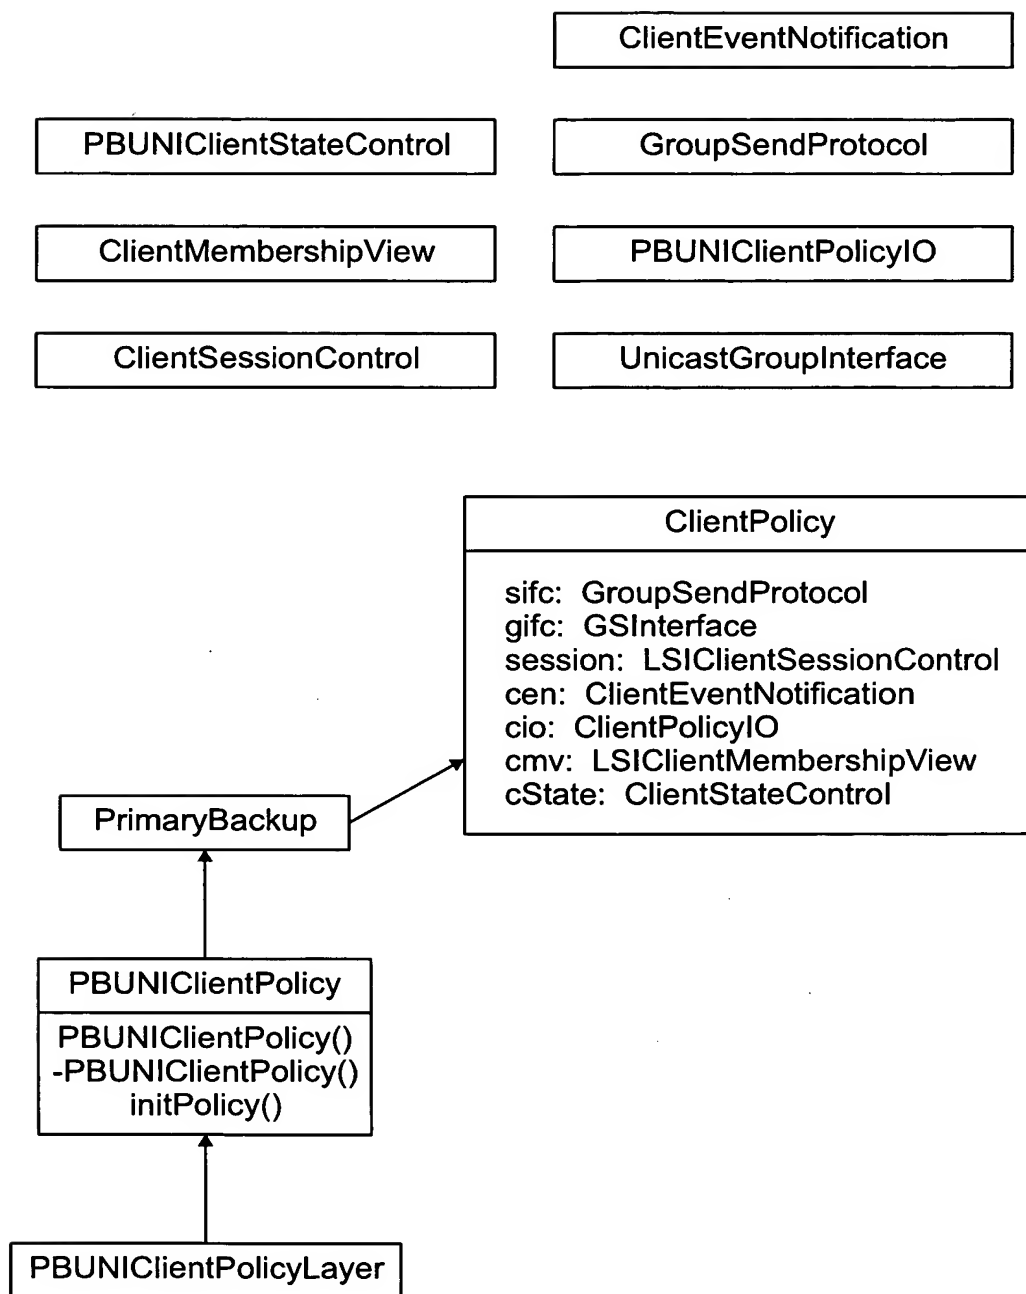 ClientEventNotification
PBUNIClientStateControl
GroupSendProtocol
ClientMembershipView
PBUNIClientPolicyIO
ClientSessionControl
UnicastGroupInterface
ClientPolicy
sifc: GroupSendProtocol
gifc: GSInterface
session: LSIClientSessionControl
cen: ClientEventNotification
cio: ClientPolicyIO
cmv: LSIClientMembershipView
cState: ClientStateControl
PrimaryBackup
PBUNIClientPolicy
PBUNIClientPolicy()
-PBUNIClientPolicy()
initPolicy()
PBUNIClientPolicyLayer